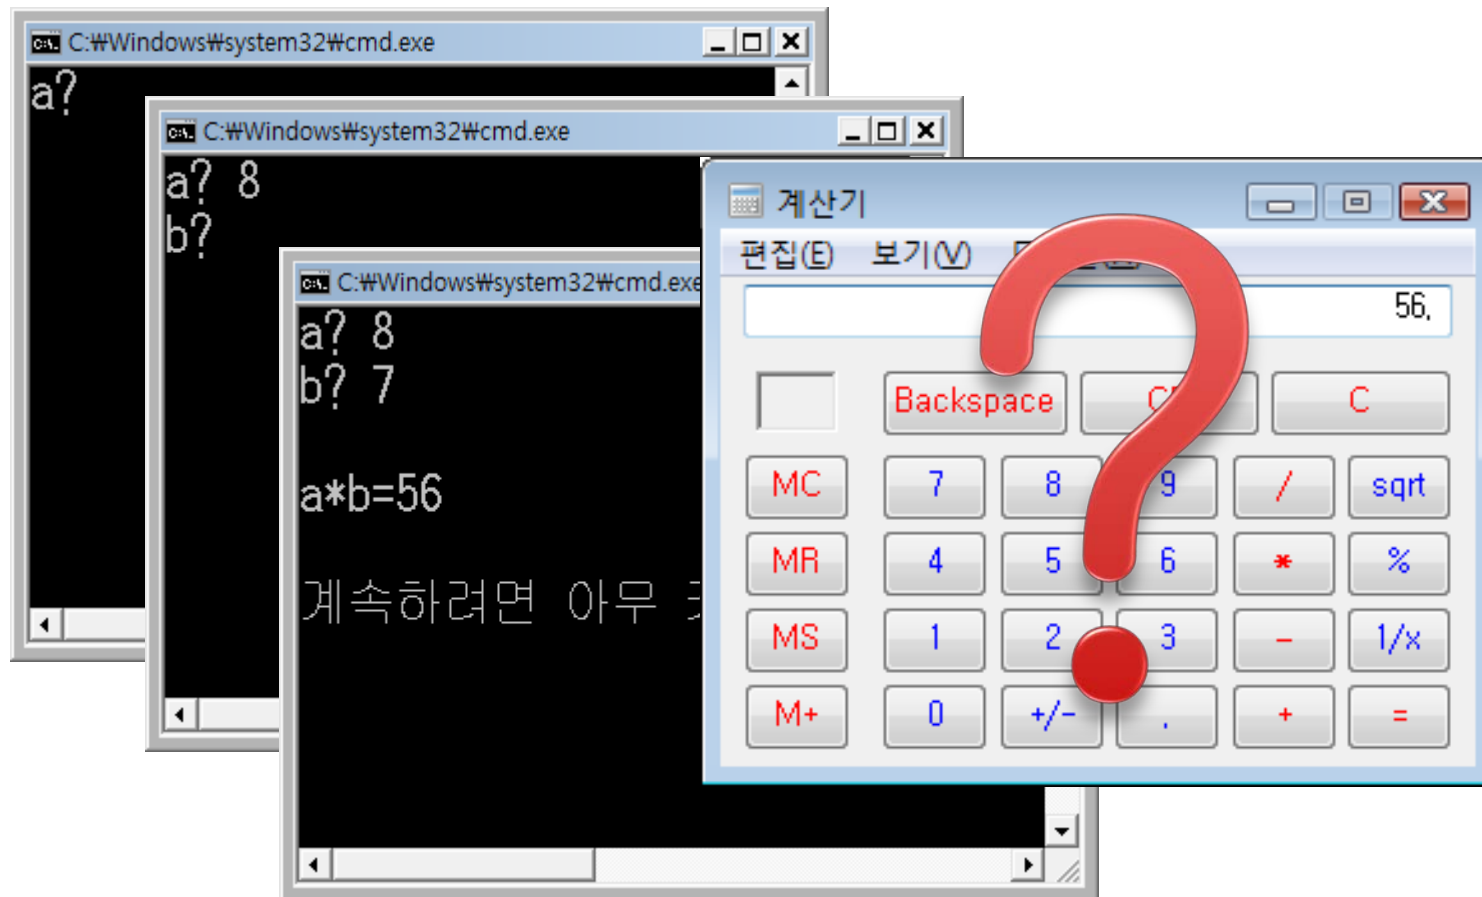 C:₩Windows₩system32₩cmd.exe
a?
C:₩Windows₩system32₩cmd.exe
a? 8
b?
C:₩Windows₩system32₩cmd.exe
a? 8
b? 7
a*b=56
계속하려면 아무
계산기
편집(E) 보기(V)
56,
Backspace C
MC 7 8 9 / sqrt
MR 4 5 6 * %
MS 1 2 3 - 1/x
M+ 0 +/- . + =